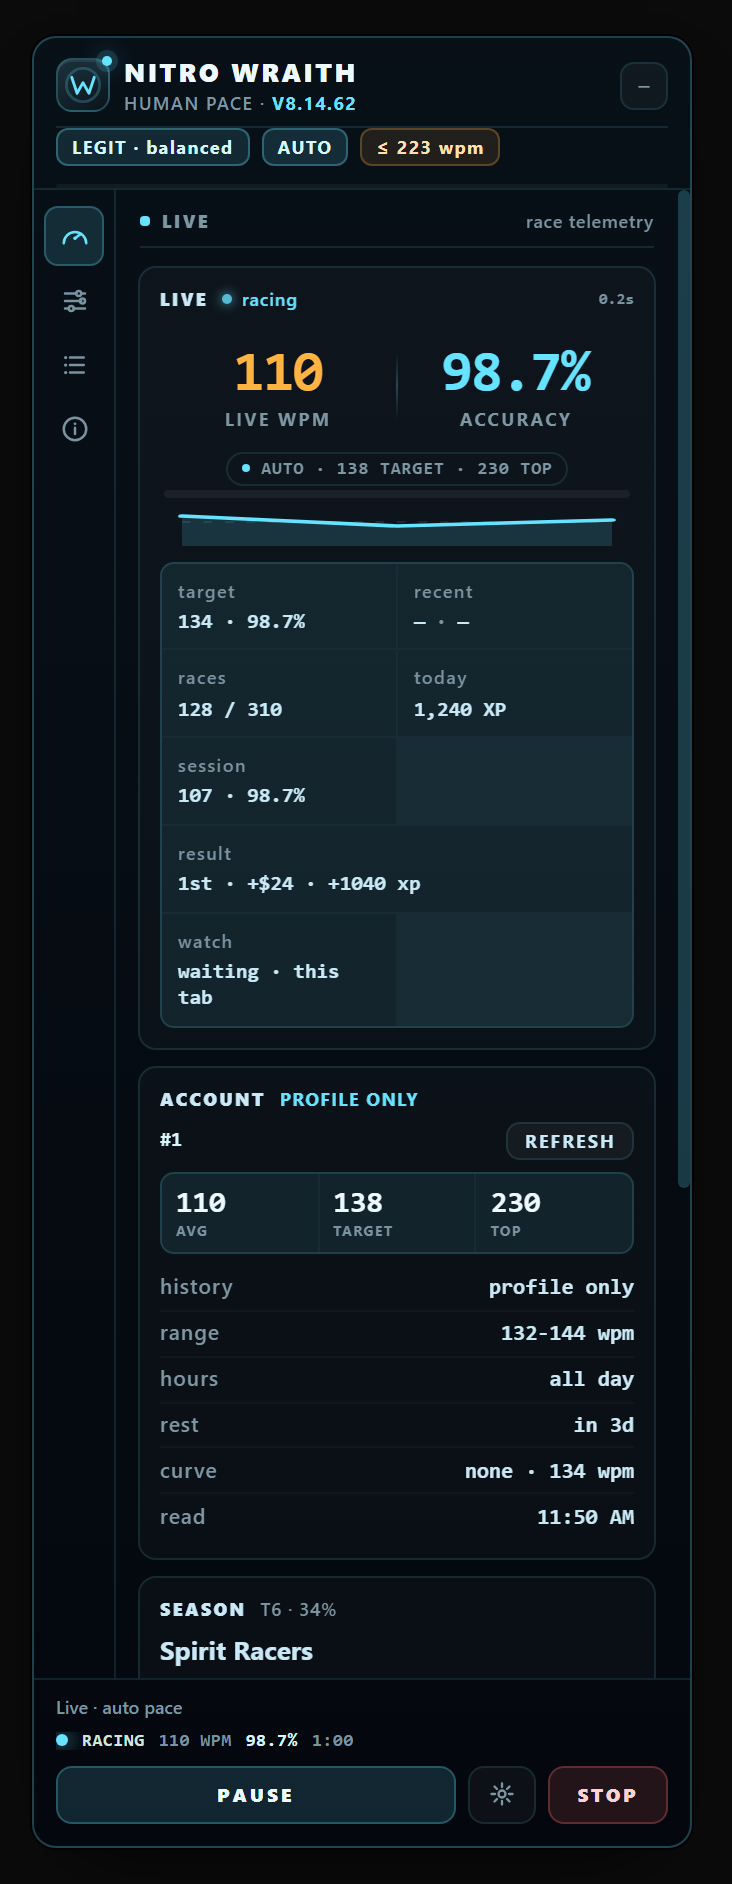 NITRO WRAITH
HUMAN PACE · V8.14.62
LEGIT · balanced
AUTO
≤ 223 wpm
LIVE
race telemetry
LIVE racing
0.2s
110
98.7%
LIVE WPM
ACCURACY
AUTO · 138 TARGET · 230 TOP
target
recent
134 · 98.7%
— · —
races
today
128 / 310
1,240 XP
session
107 · 98.7%
result
1st · +$24 · +1040 xp
watch
waiting · this
tab
ACCOUNT PROFILE ONLY
#1
REFRESH
110
138
230
AVG
TARGET
TOP
history
profile only
range
132-144 wpm
hours
all day
rest
in 3d
curve
none · 134 wpm
read
11:50 AM
SEASON T6 · 34%
Spirit Racers
Live · auto pace
RACING 110 WPM 98.7% 1:00
PAUSE
STOP